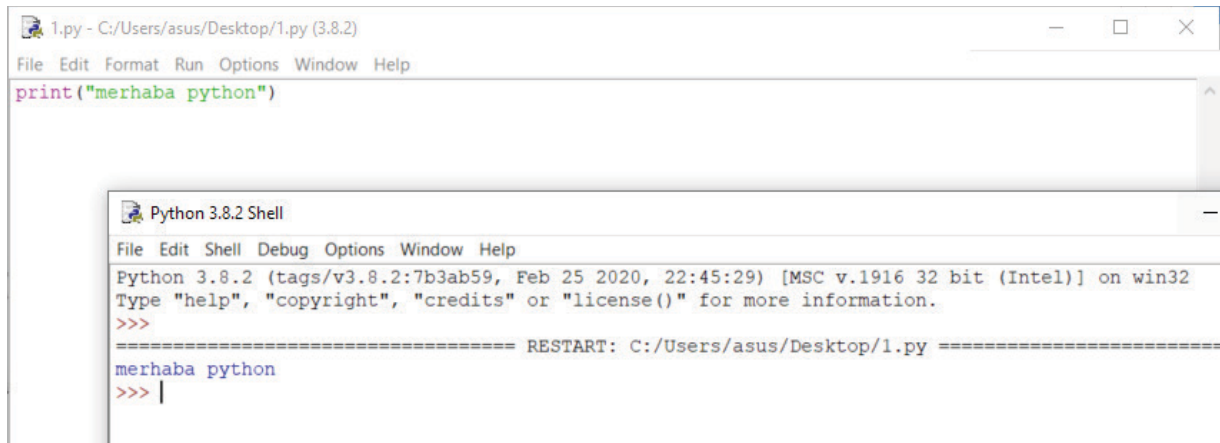 1.py - C:/Users/asus/Desktop/1.py (3.8.2)
File Edit Format Run Options Window Help
print("merhaba python")
Python 3.8.2 Shell
File Edit Shell Debug Options Window Help
Python 3.8.2 (tags/v3.8.2:7b3ab59, Feb 25 2020, 22:45:29) [MSC v.1916 32 bit (Intel)] on win32
Type "help", "copyright", "credits" or "license()" for more information.
>>>
=================================== RESTART: C:/Users/asus/Desktop/1.py =========================
merhaba python
>>>